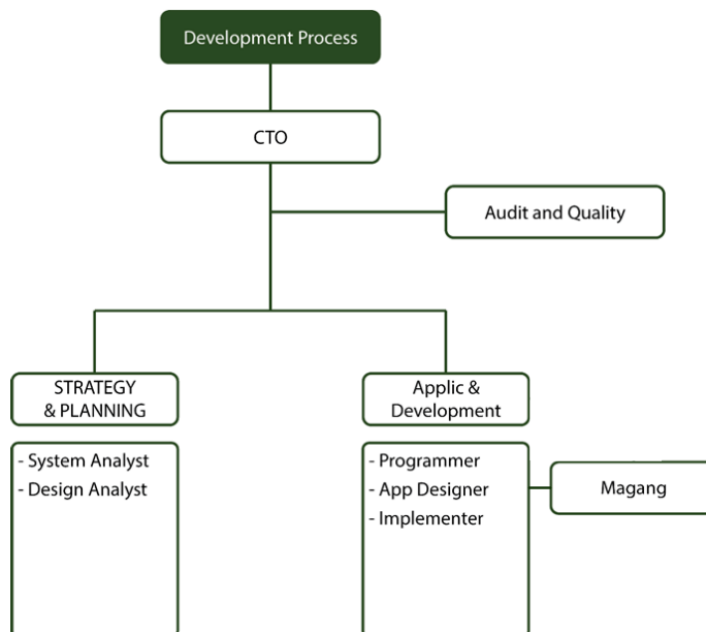 Development Process
CTO
Audit and Quality
STRATEGY
& PLANNING
Applic &
Development
- System Analyst
- Design Analyst
- Programmer
- App Designer
- Implementer
Magang